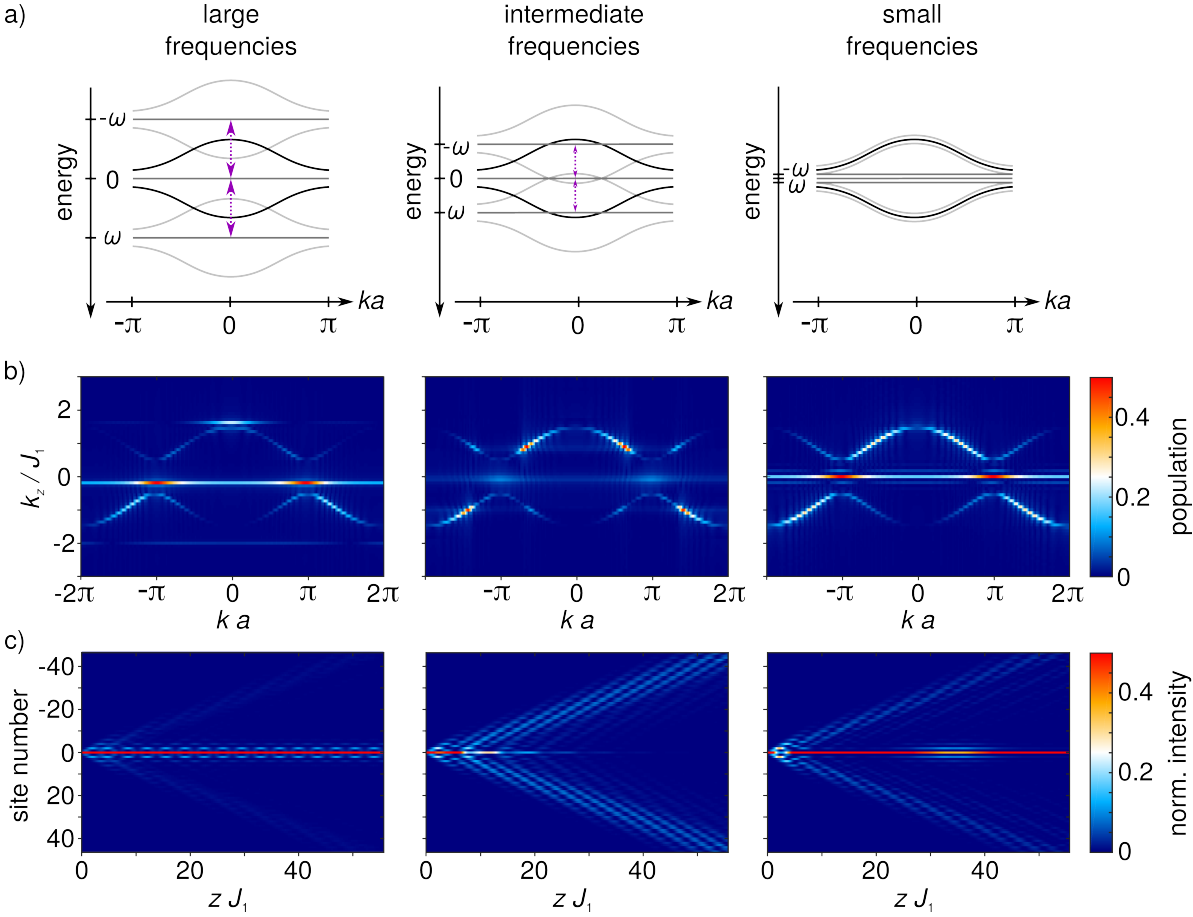 a)
large
frequencies
intermediate
frequencies
small
frequencies
energy
-ω
0
ω
-π
0
π
ka
energy
-ω
0
ω
-π
0
π
ka
energy
-ω
ω
-π
0
π
ka
b)
k_z / J_1
2
0
-2
-2π
-π
0
π
2π
k a
-π
0
π
2π
k a
-π
0
π
2π
k a
0.4
0.2
0
population
c)
site number
-40
-20
0
20
40
0
20
40
z J_1
0
20
40
z J_1
0
20
40
z J_1
0.4
0.2
0
norm. intensity